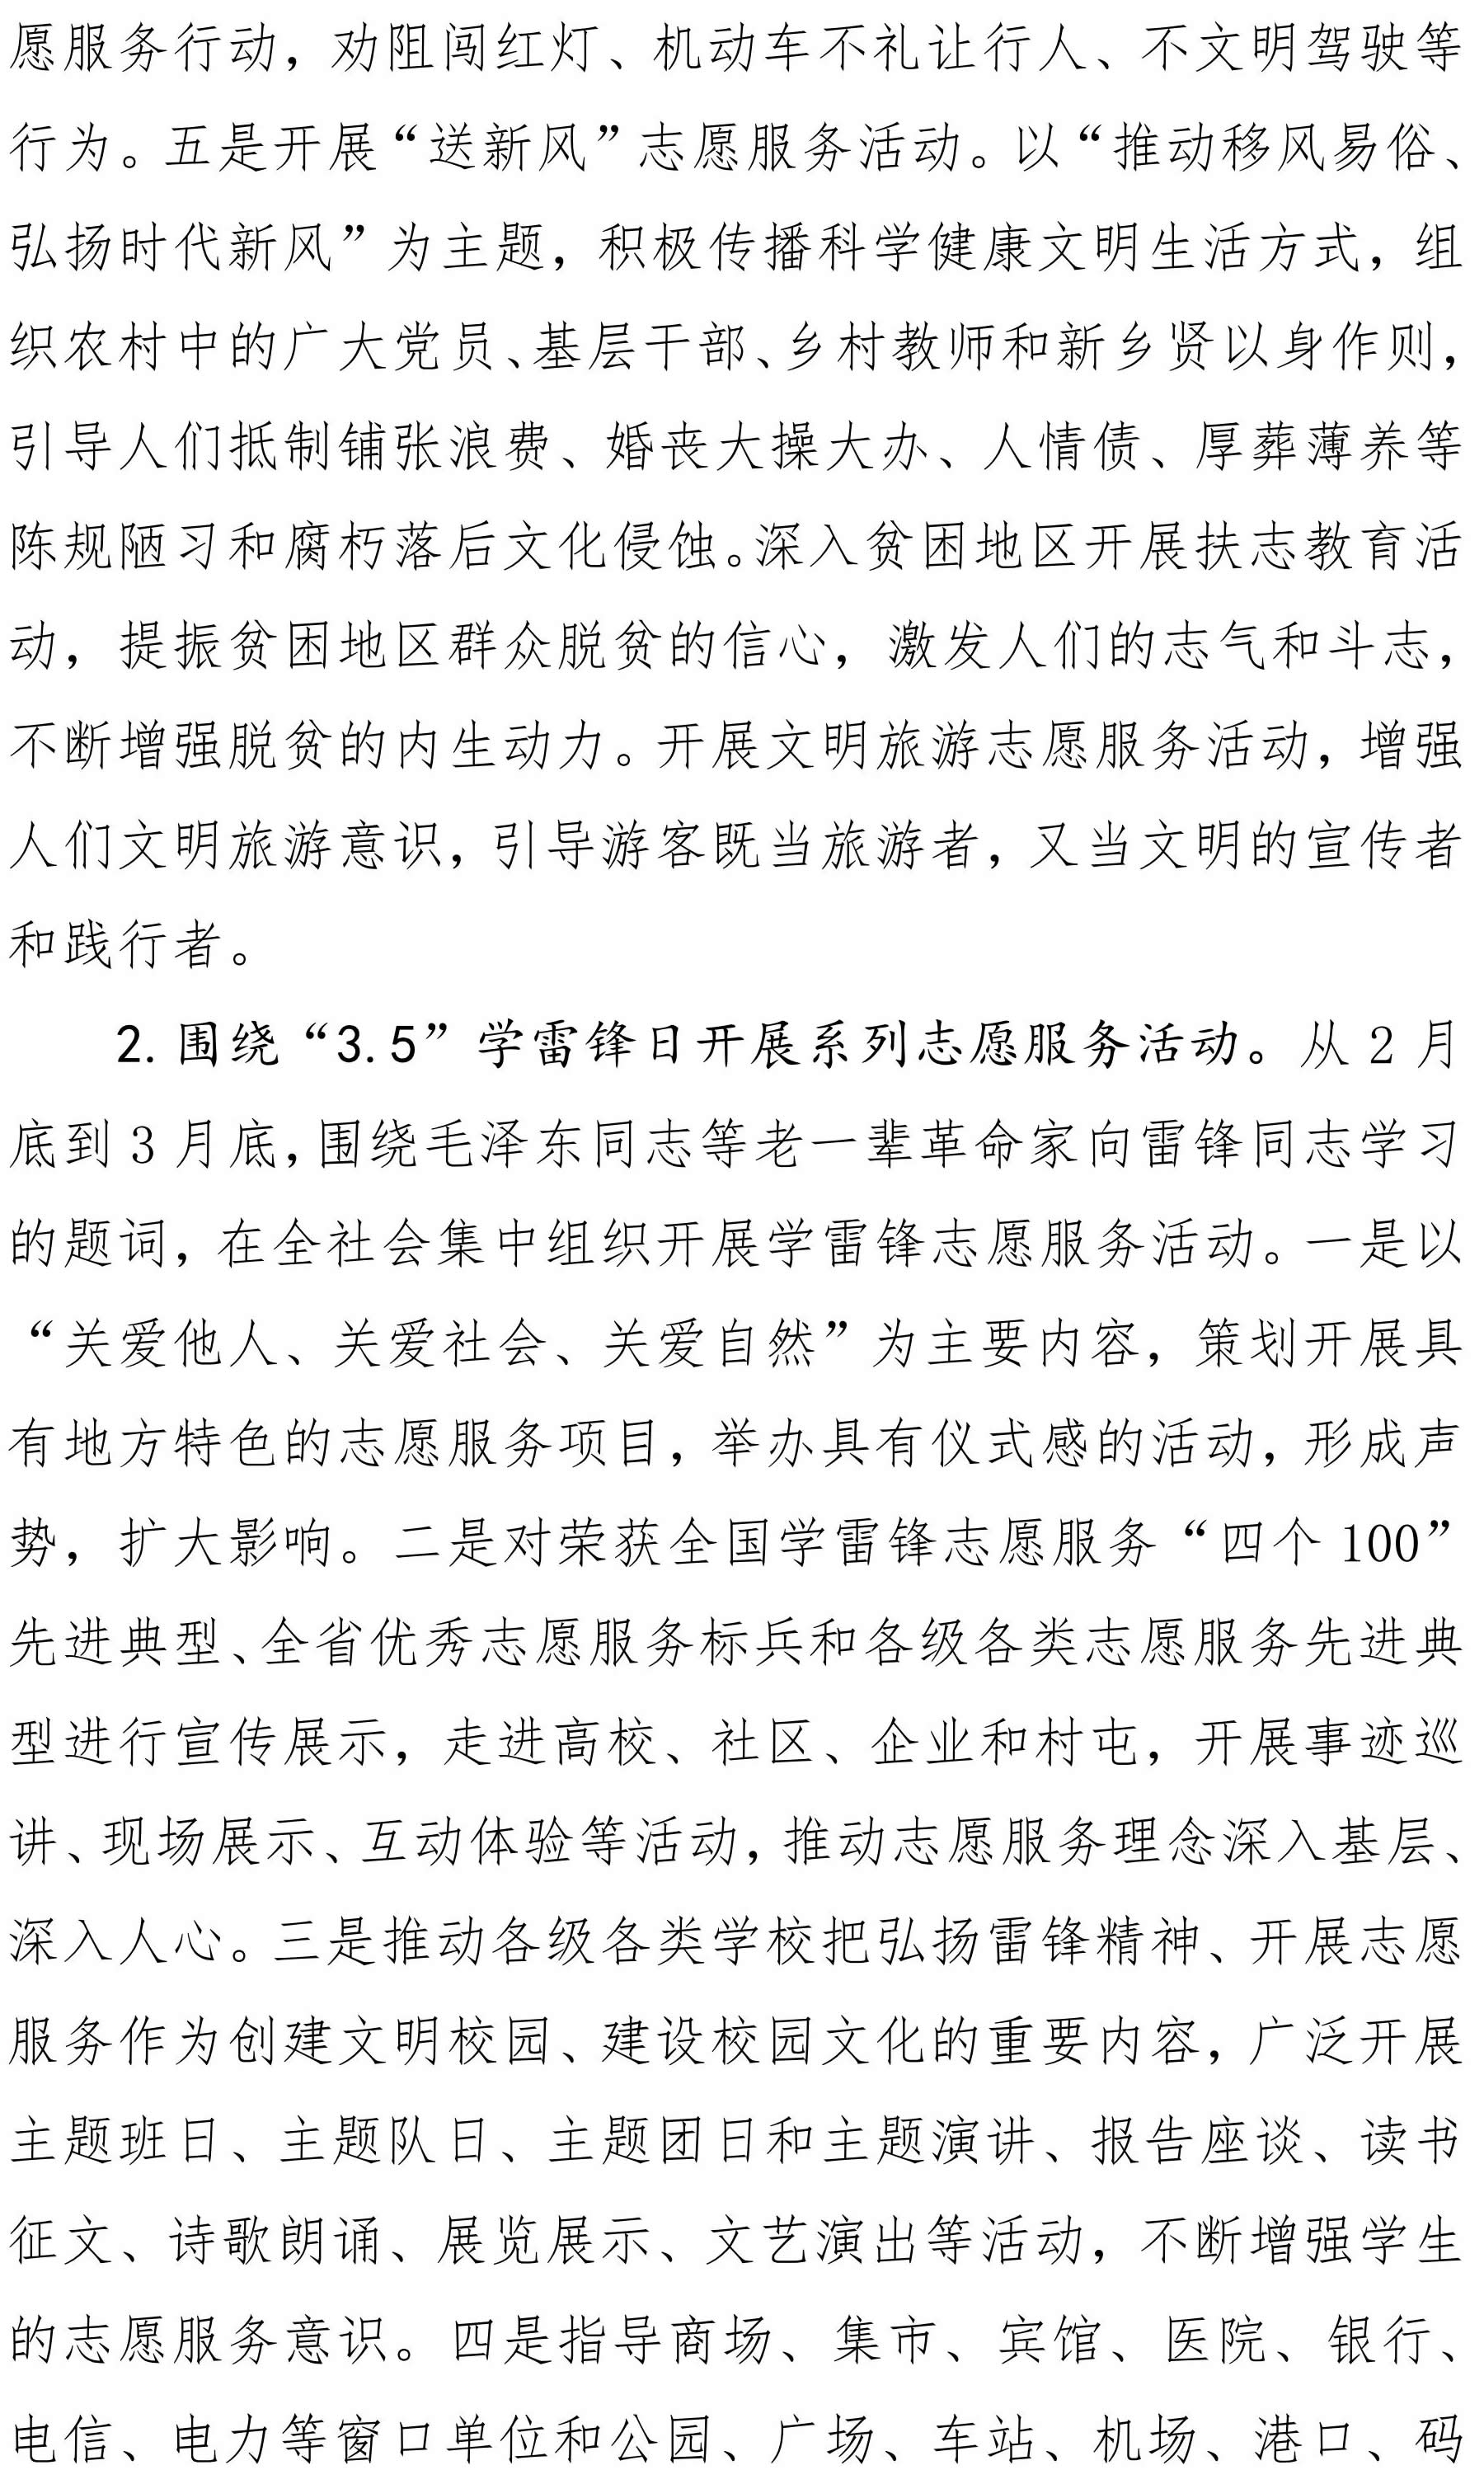 愿服务行动，劝阻闯红灯、机动车不礼让行人、不文明驾驶等
行为。五是开展“送新风”志愿服务活动。以“推动移风易俗、
弘扬时代新风”为主题，积极传播科学健康文明生活方式，组
织农村中的广大党员、基层干部、乡村教师和新乡贤以身作则，
引导人们抵制铺张浪费、婚丧大操大办、人情债、厚葬薄养等
陈规陋习和腐朽落后文化侵蚀。深入贫困地区开展扶志教育活
动，提振贫困地区群众脱贫的信心，激发人们的志气和斗志，
不断增强脱贫的内生动力。开展文明旅游志愿服务活动，增强
人们文明旅游意识，引导游客既当旅游者，又当文明的宣传者
和践行者。
2. 围绕“3.5”学雷锋日开展系列志愿服务活动。从 2 月
底到 3 月底，围绕毛泽东同志等老一辈革命家向雷锋同志学习
的题词，在全社会集中组织开展学雷锋志愿服务活动。一是以
“关爱他人、关爱社会、关爱自然”为主要内容，策划开展具
有地方特色的志愿服务项目，举办具有仪式感的活动，形成声
势，扩大影响。二是对荣获全国学雷锋志愿服务“四个 100”
先进典型、全省优秀志愿服务标兵和各级各类志愿服务先进典
型进行宣传展示，走进高校、社区、企业和村屯，开展事迹巡
讲、现场展示、互动体验等活动，推动志愿服务理念深入基层、
深入人心。三是推动各级各类学校把弘扬雷锋精神、开展志愿
服务作为创建文明校园、建设校园文化的重要内容，广泛开展
主题班日、主题队日、主题团日和主题演讲、报告座谈、读书
征文、诗歌朗诵、展览展示、文艺演出等活动，不断增强学生
的志愿服务意识。四是指导商场、集市、宾馆、医院、银行、
电信、电力等窗口单位和公园、广场、车站、机场、港口、码